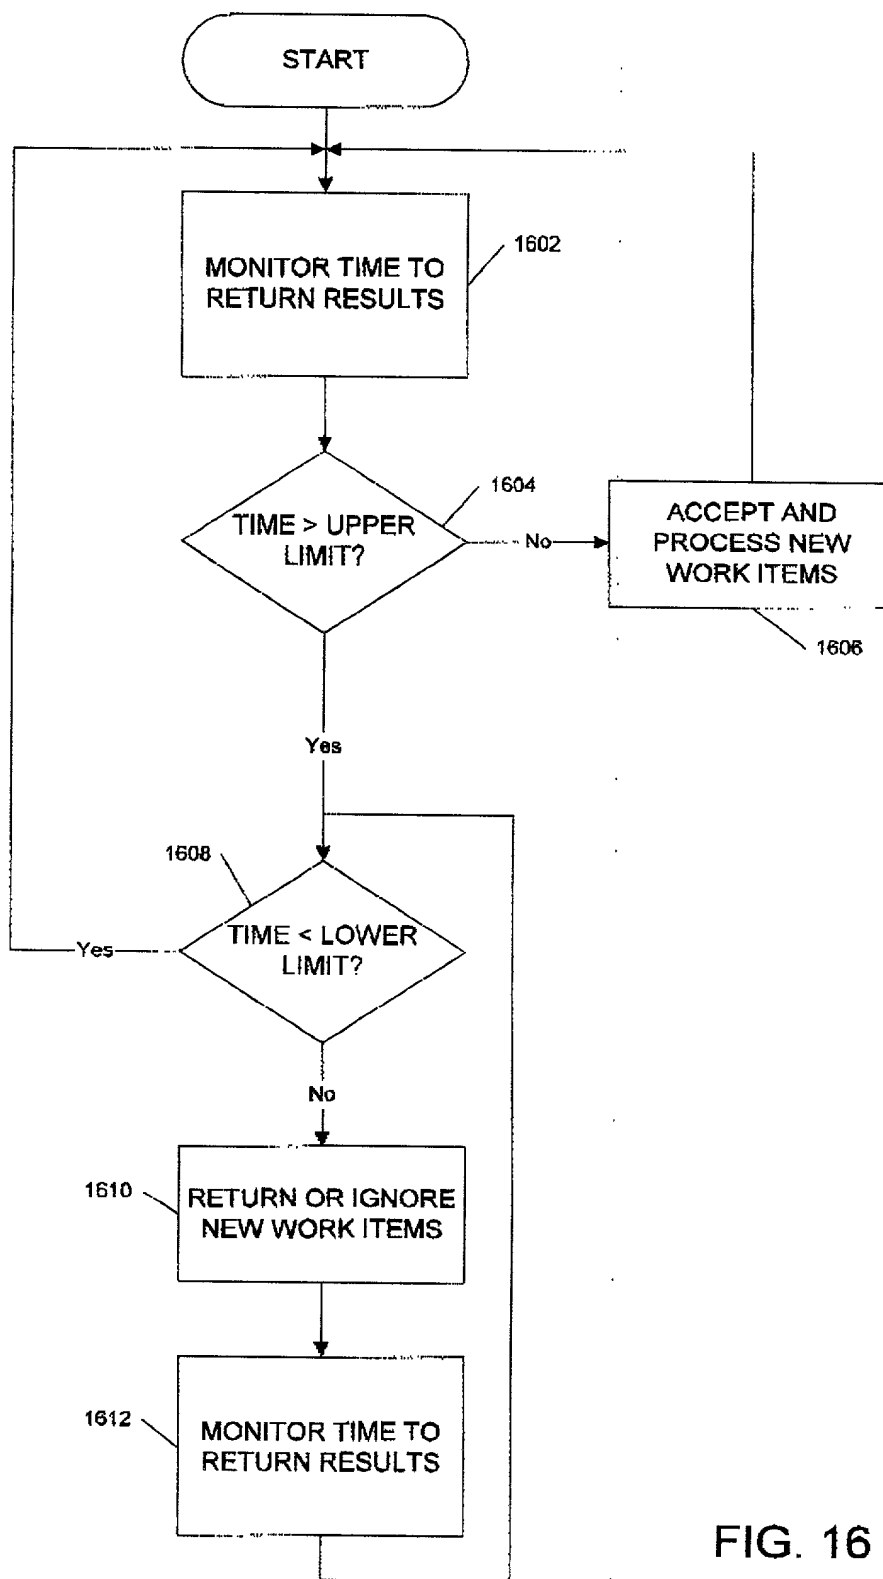 START
MONITOR TIME TO
RETURN RESULTS
1602
TIME > UPPER
LIMIT?
1604
No
ACCEPT AND
PROCESS NEW
WORK ITEMS
1606
Yes
1608
TIME < LOWER
LIMIT?
Yes
No
1610
RETURN OR IGNORE
NEW WORK ITEMS
1612
MONITOR TIME TO
RETURN RESULTS
FIG. 16